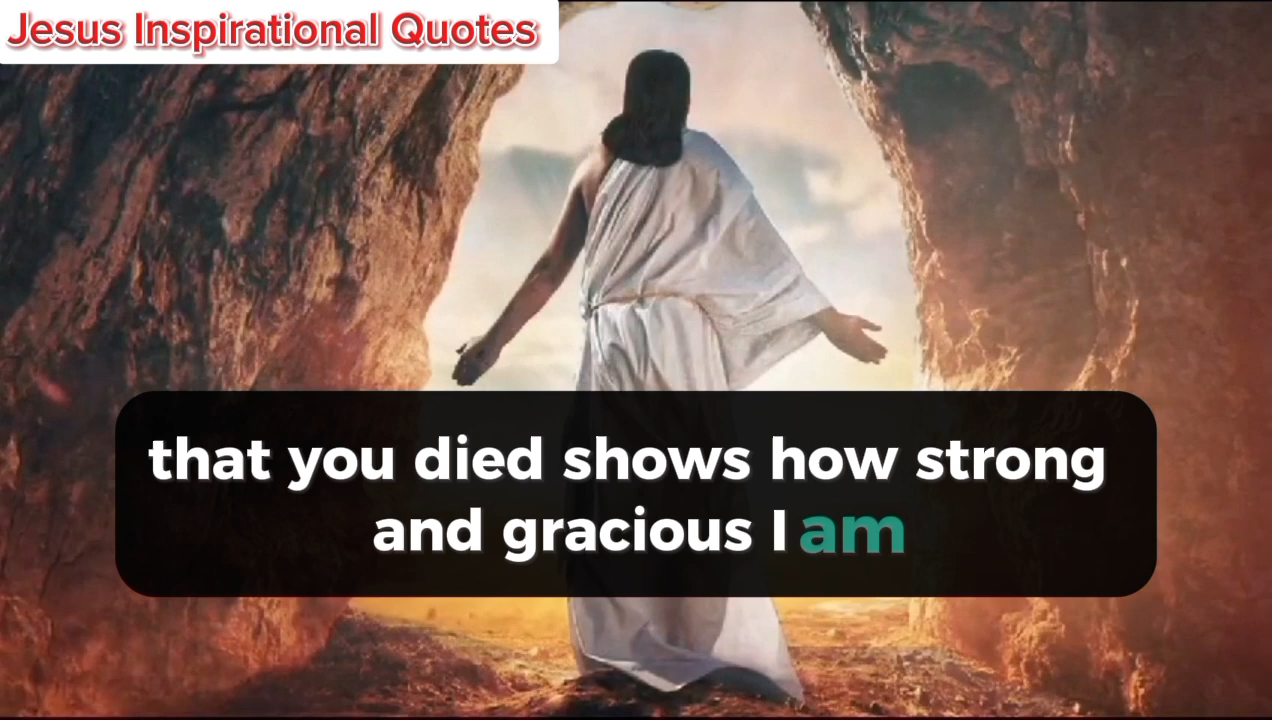 Jesus Inspirational Quotes
that you died shows how strong
and gracious I am